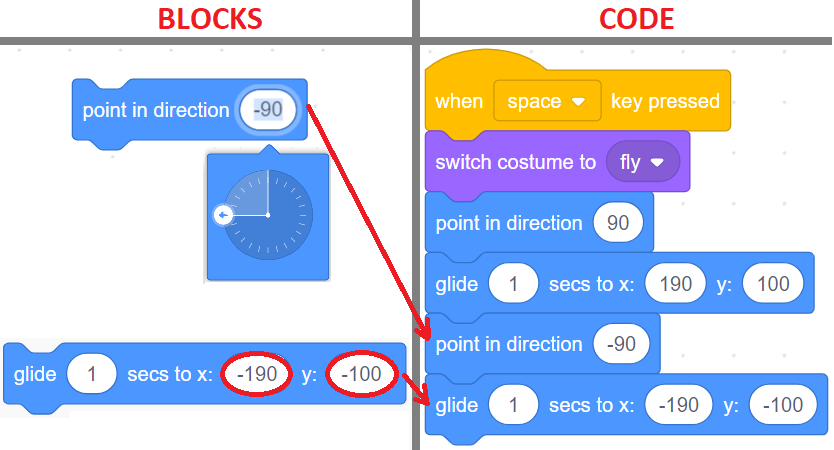 BLOCKS
point in direction -90
glide 1 secs to x: -190 y: -100
CODE
when space key pressed
switch costume to fly
point in direction 90
glide 1 secs to x: 190 y: 100
point in direction -90
glide 1 secs to x: -190 y: -100